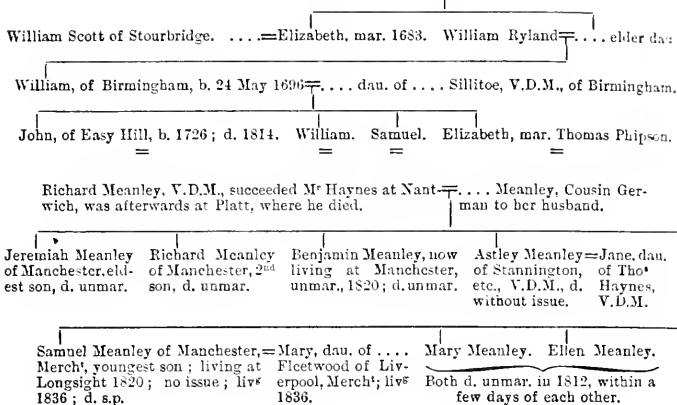 William Scott of Stourbridge. . . . .=Elizabeth, mar. 1683. William Ryland=. . . . elder dau:
William, of Birmingham, b. 24 May 1696=. . . . dau. of . . . . Sillitoe, V.D.M., of Birmingham.
John, of Easy Hill, b. 1726 ; d. 1814. William. Samuel. Elizabeth, mar. Thomas Phipson.
= = = =
Richard Meanley, V.D.M., succeeded Mr Haynes at Nant-=. . . . Meanley, Cousin Ger-
wich, was afterwards at Platt, where he died. man to her husband.
Jeremiah Meanley Richard Meanley Benjamin Meanley, now Astley Meanley=Jane, dau.
of Manchester, eld- of Manchester, 2nd living at Manchester, of Stannington, of Thos
est son, d. unmar. son, d. unmar. unmar., 1820 ; d. unmar. etc., V.D.M., d. Haynes,
without issue. V.D.M.
Samuel Meanley of Manchester,=Mary, dau. of . . . . Mary Meanley. Ellen Meanley.
Mercht, youngest son ; living at Fleetwood of Liv-
Longsight 1820 ; no issue ; livg erpool, Mercht; livg Both d. unmar. in 1812, within a
1836 ; d. s.p. 1836. few days of each other.